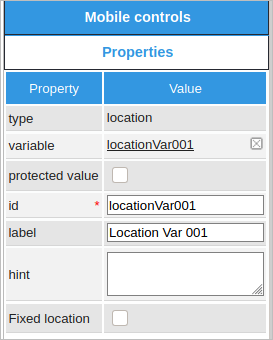 Mobile controls
Properties
Property Value
type location
variable locationVar001
protected value
id * locationVar001
label Location Var 001
hint
Fixed location